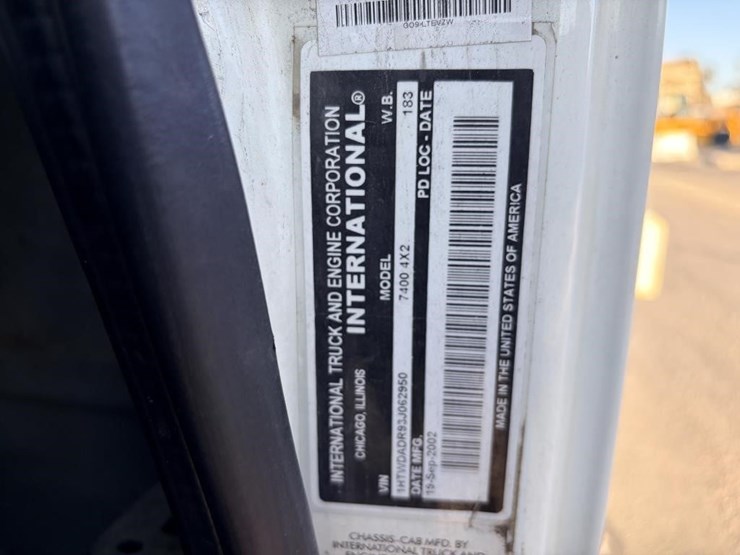 INTERNATIONAL TRUCK AND ENGINE CORPORATION
CHICAGO, ILLINOIS INTERNATIONAL®
VIN MODEL W.B.
1HTWDADR93J062950 7400 4X2 183
DATE MFG. PD LOC - DATE
19-Sep-2002
MADE IN THE UNITED STATES OF AMERICA
CHASSIS-CAB MFD. BY
INTERNATIONAL TRUCK AND